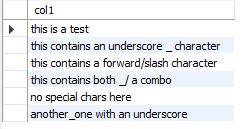 col1
this is a test
this contains an underscore _ character
this contains a forward/slash character
this contains both _/ a combo
no special chars here
another_one with an underscore